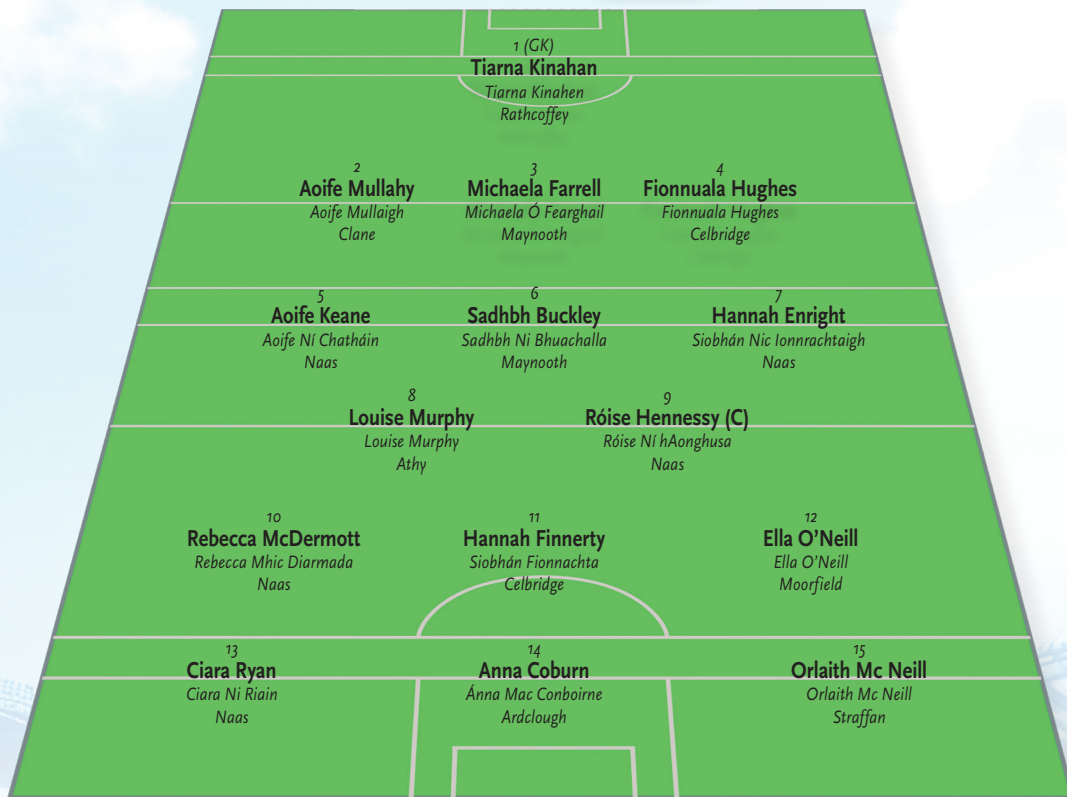 1 (GK)
Tiarna Kinahan
Tiarna Kinahen
Rathcoffey
2
Aoife Mullahy
Aoife Mullaigh
Clane
3
Michaela Farrell
Michaela Ó Fearghail
Maynooth
4
Fionnuala Hughes
Fionnuala Hughes
Celbridge
5
Aoife Keane
Aoife Ní Chatháin
Naas
6
Sadhbh Buckley
Sadhbh Ni Bhuachalla
Maynooth
7
Hannah Enright
Siobhán Nic Ionnrachtaigh
Naas
8
Louise Murphy
Louise Murphy
Athy
9
Róise Hennessy (C)
Róise Ní hAonghusa
Naas
10
Rebecca McDermott
Rebecca Mhic Diarmada
Naas
11
Hannah Finnerty
Siobhán Fionnachta
Celbridge
12
Ella O’Neill
Ella O’Neill
Moorfield
13
Ciara Ryan
Ciara Ni Riain
Naas
14
Anna Coburn
Ánna Mac Conboirne
Ardclough
15
Orlaith Mc Neill
Orlaith Mc Neill
Straffan